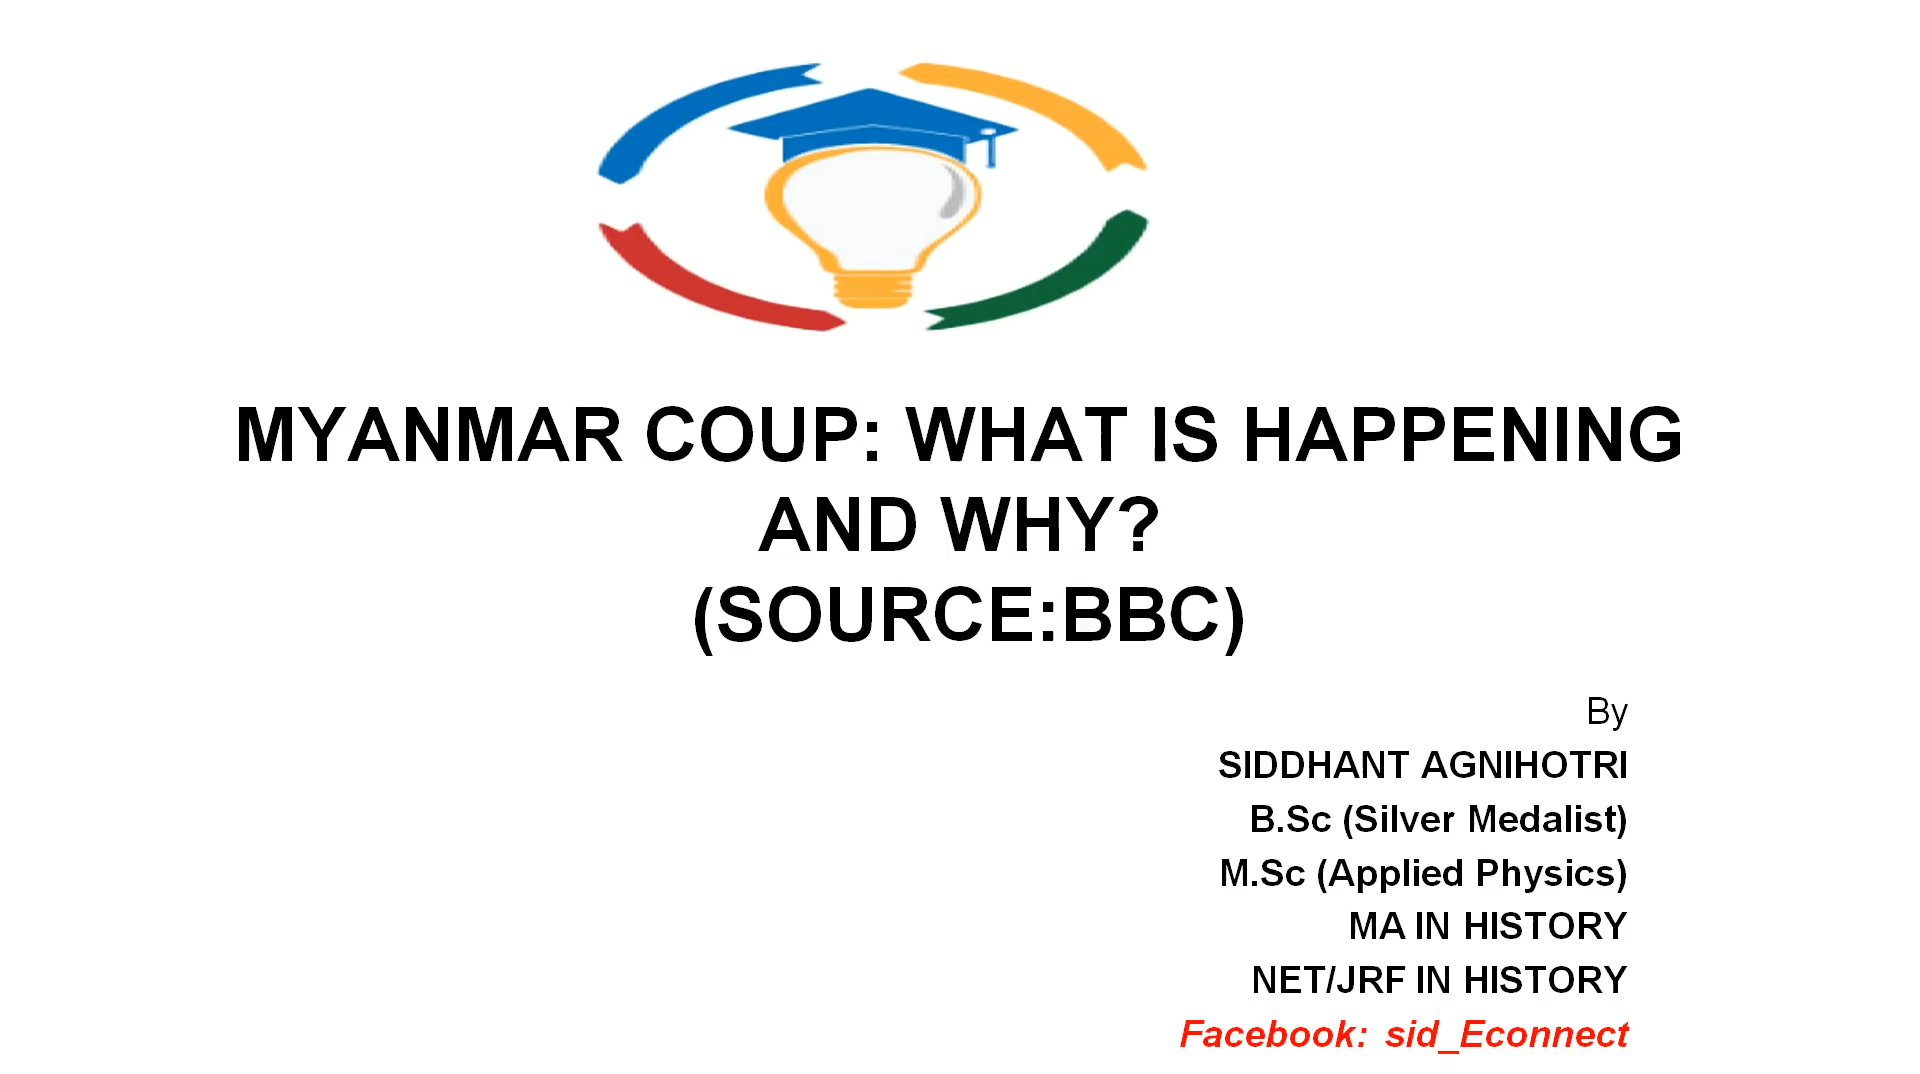 MYANMAR COUP: WHAT IS HAPPENING
AND WHY?
(SOURCE:BBC)
By
SIDDHANT AGNIHOTRI
B.Sc (Silver Medalist)
M.Sc (Applied Physics)
MA IN HISTORY
NET/JRF IN HISTORY
Facebook: sid_Econnect